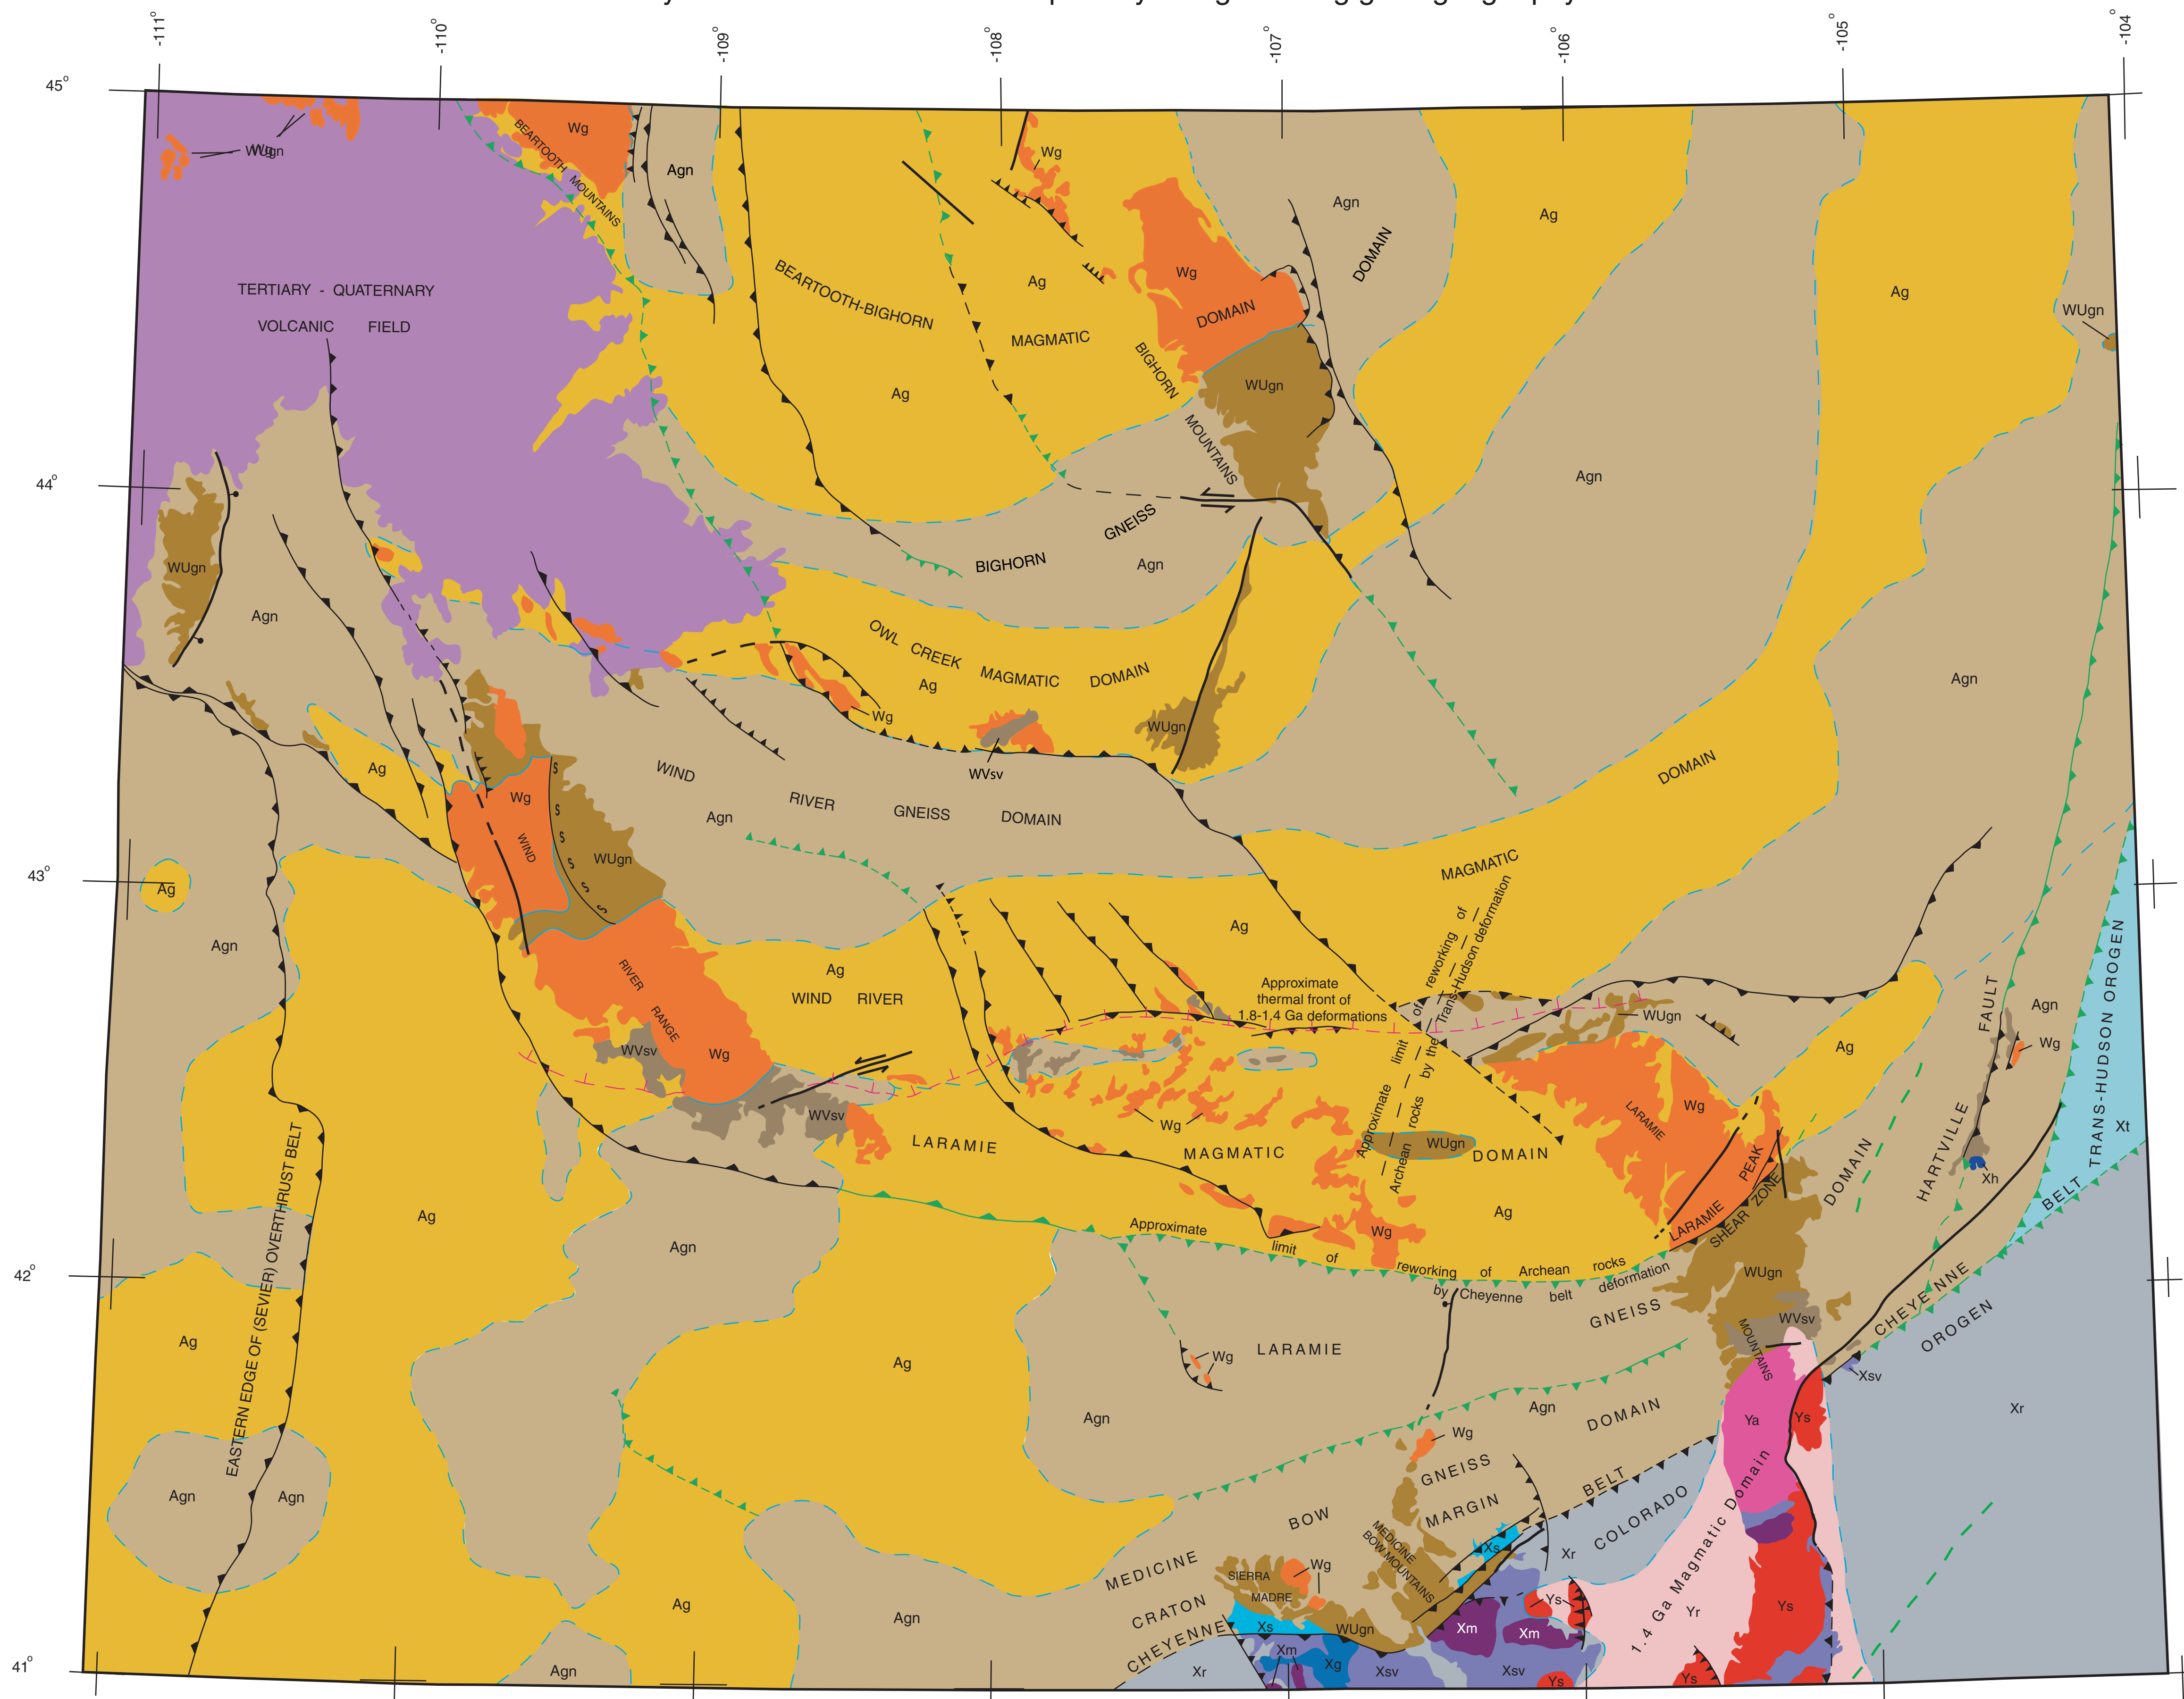 -111°
-110°
-109°
-108°
-107°
-106°
-105°
-104°
45°
44°
43°
42°
41°
WUgn
Wg
Wg
BEARTOOTH MOUNTAINS
Agn
Wg
Agn
DOMAIN
Ag
Ag
WUgn
TERTIARY - QUATERNARY
VOLCANIC FIELD
BEARTOOTH-BIGHORN
Ag
MAGMATIC
Wg
DOMAIN
BIGHORN
MOUNTAINS
WUgn
Ag
Agn
WUgn
Agn
BIGHORN
GNEISS
Agn
OWL CREEK MAGMATIC DOMAIN
Ag
Wg
WVsv
WUgn
Agn
Ag
Wg
WIND
WUgn
WIND RIVER GNEISS DOMAIN
Agn
DOMAIN
MAGMATIC
Ag
Agn
Ag
Ag
WIND RIVER
RIVER
RANGE
WVsv
Wg
WVsv
Approximate
thermal front of
1.8-1.4 Ga deformations
Approximate limit of reworking of
Archean rocks by the Trans-Hudson deformation
WUgn
Ag
Agn
Wg
HARTVILLE FAULT
TRANS-HUDSON OROGEN
Xt
Xh
LARAMIE MAGMATIC DOMAIN
Wg
WUgn
Ag
LARAMIE
Wg
PEAK
LARAMIE
SHEAR ZONE
DOMAIN
EASTERN EDGE OF (SEVIER) OVERTHRUST BELT
Ag
Agn
Wg
Approximate limit of reworking of Archean rocks
by Cheyenne belt deformation
GNEISS
WUgn
WVsv
MOUNTAINS
CHEYENNE BELT
OROGEN
Xsv
Xr
Ag
Ag
Wg
LARAMIE
Agn
Agn
DOMAIN
Ya
Ys
Agn
Agn
Wg
GNEISS
MARGIN
BELT
COLORADO
1.4 Ga Magmatic Domain
BOW
MEDICINE
MEDICINE
BOW MOUNTAINS
Xs
Xr
SIERRA
MADRE
Wg
CRATON
CHEYENNE
Ag
Agn
Agn
Xs
WUgn
Xm
Xm
Ys
Yr
Ys
Xr
Xm
Xg
Xsv
Xsv
Ys
Ys